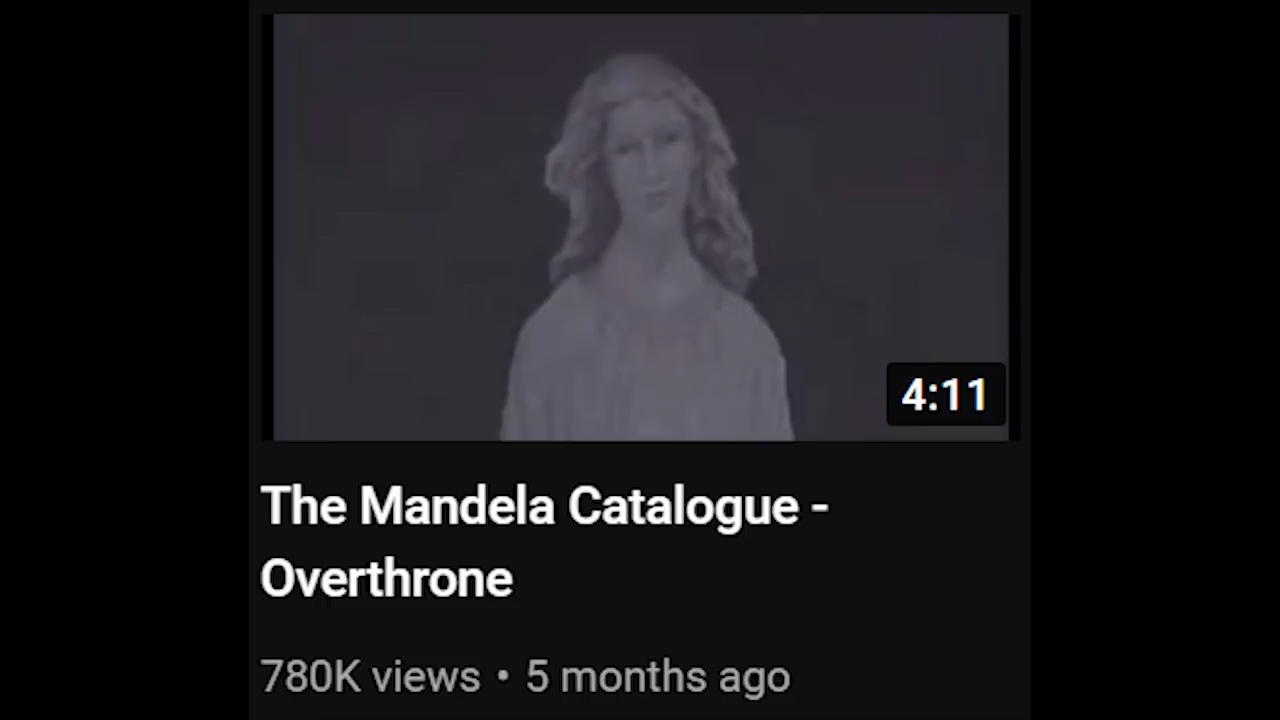 4:11
The Mandela Catalogue -
Overthrone
780K views • 5 months ago